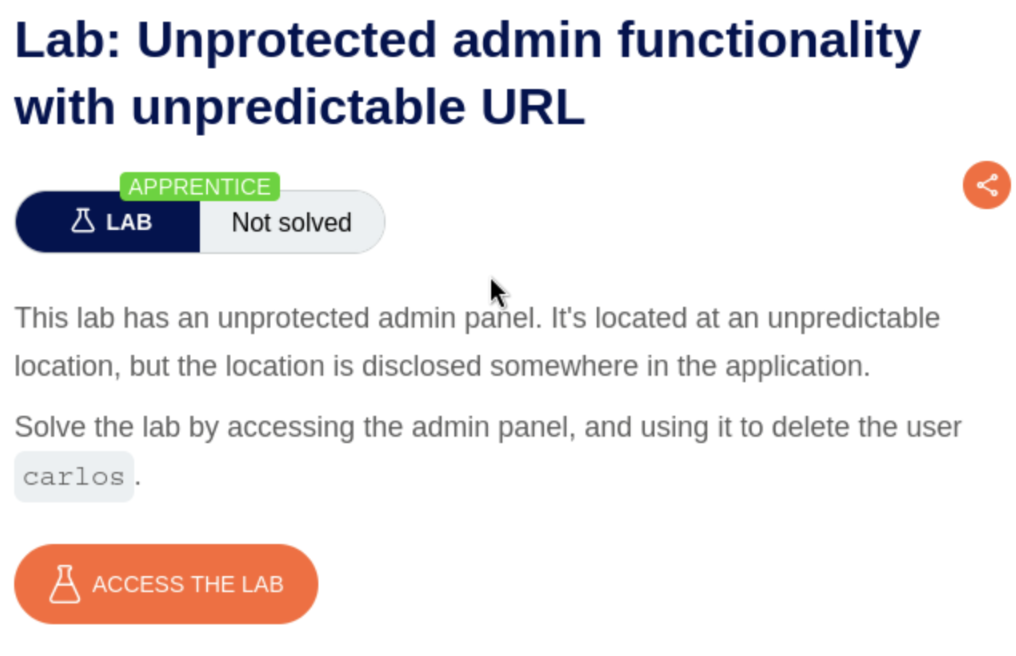 Lab: Unprotected admin functionality
with unpredictable URL
APPRENTICE
LAB
Not solved
This lab has an unprotected admin panel. It's located at an unpredictable
location, but the location is disclosed somewhere in the application.
Solve the lab by accessing the admin panel, and using it to delete the user
carlos.
ACCESS THE LAB